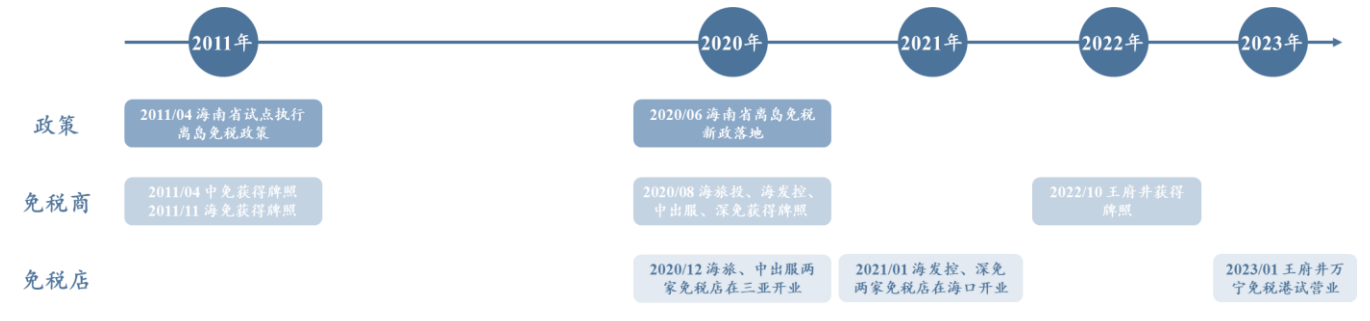 2011年
2020年
2021年
2022年
2023年
政策
2011/04 海南省试点执行
离岛免税政策
2020/06 海南省离岛免税
新政落地
免税商
2011/04 中免获得牌照
2011/11 海免获得牌照
2020/08 海旅投、海发控、
中出服、深免获得牌照
2022/10 王府井获得
牌照
免税店
2020/12 海旅、中出服两
家免税店在三亚开业
2021/01 海发控、深免
两家免税店在海口开业
2023/01 王府井万
宁免税港试营业